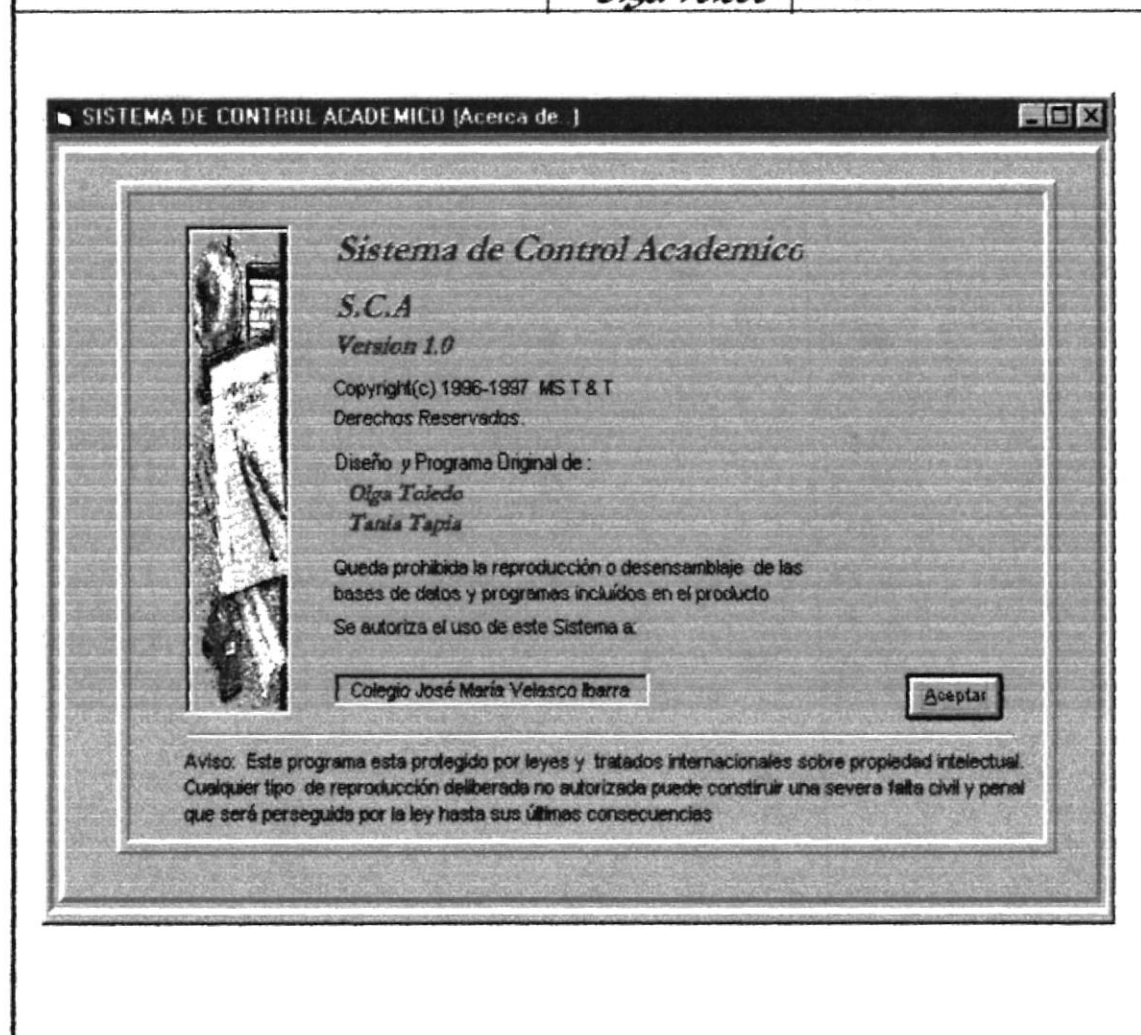 SISTEMA DE CONTROL ACADEMICO (Acerca de..)
Sistema de Control Academico
S.C.A
Version 1.0
Copyright(c) 1996-1997 MS T & T
Derechos Reservados.
Diseño y Programa Original de :
Olga Toledo
Tania Tapia
Queda prohibida la reproducción o desensamblaje de las
bases de datos y programas incluídos en el producto
Se autoriza el uso de este Sistema a:
Colegio José María Velasco Ibarra
Aceptar
Aviso: Este programa esta protegido por leyes y tratados internacionales sobre propiedad intelectual.
Cualquier tipo de reproducción deliberada no autorizada puede constiruir una severa falta civil y penal
que será perseguida por la ley hasta sus últimas consecuencias